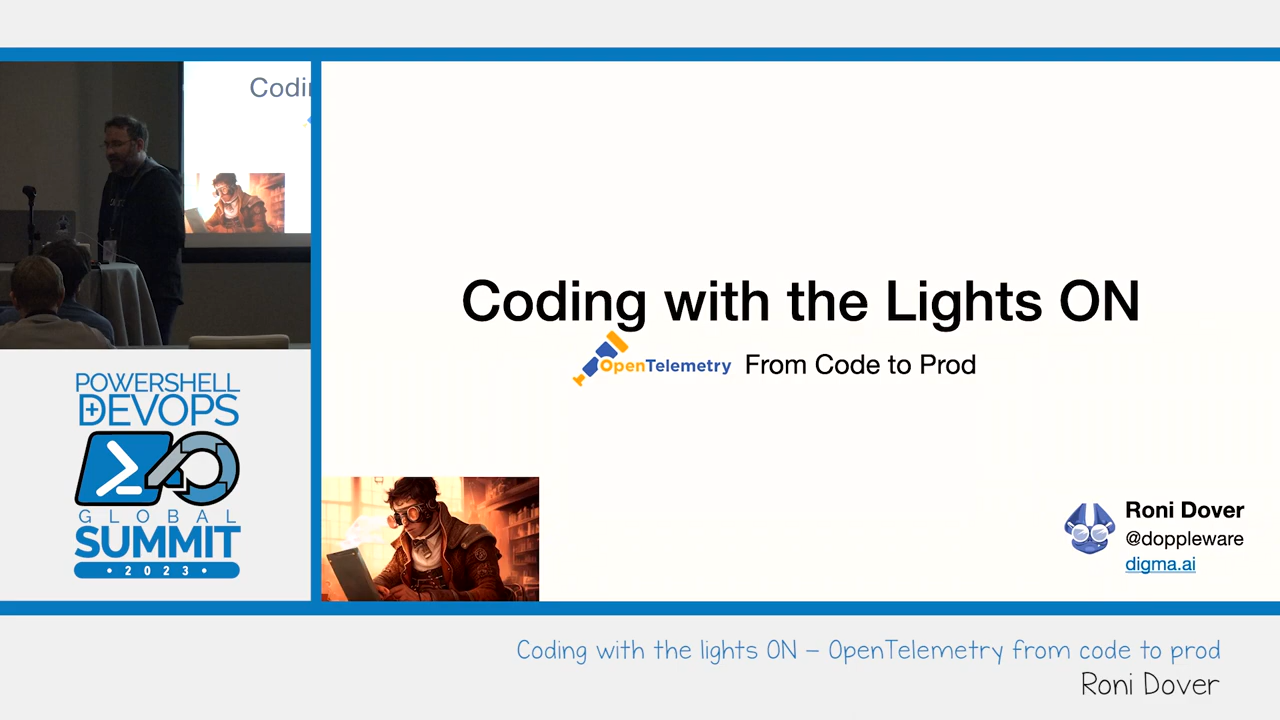 Codi
POWERSHELL
+DEVOPS
GLOBAL
SUMMIT
• 2023 •
Coding with the Lights ON
OpenTelemetry From Code to Prod
Roni Dover
@doppleware
digma.ai
Coding with the lights ON – OpenTelemetry from code to prod
Roni Dover